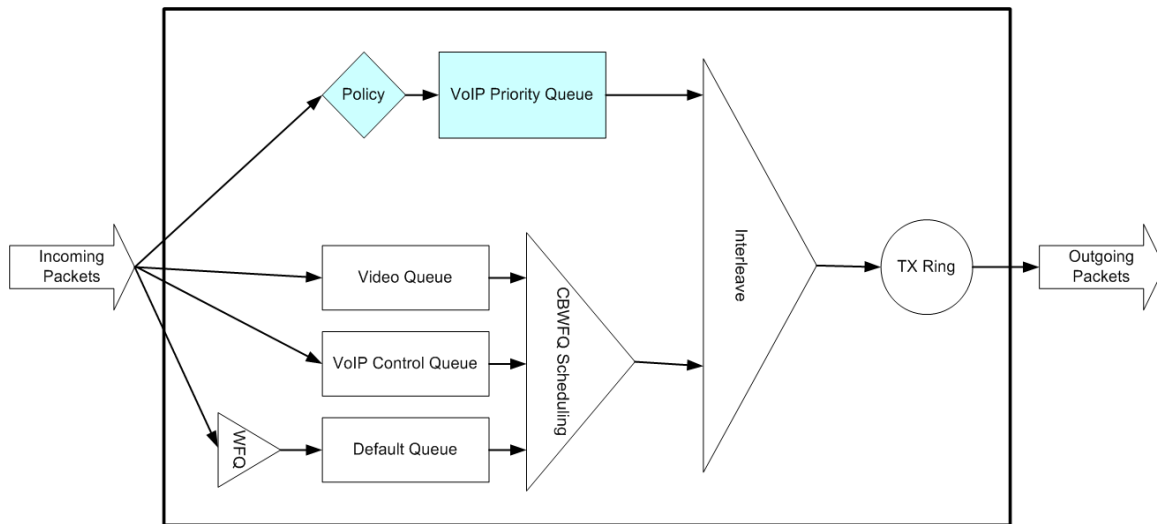 Policy
VoIP Priority Queue
Incoming
Packets
Video Queue
VoIP Control Queue
WFQ
Default Queue
CBWFQ Scheduling
Interleave
TX Ring
Outgoing
Packets